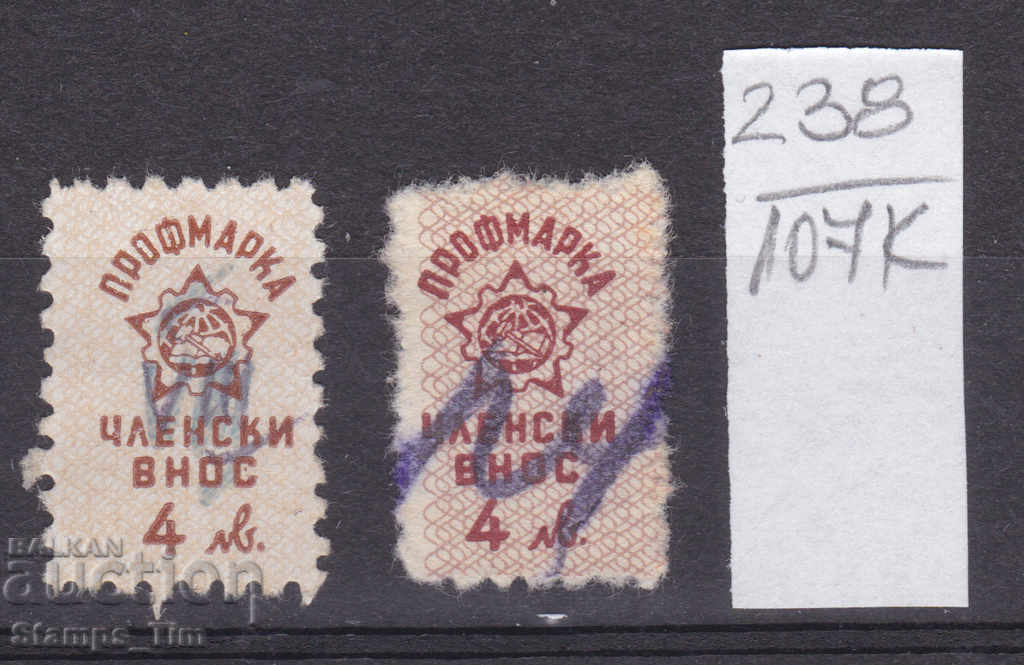 ПРОФМАРКА
ЧЛЕНСКИ
ВНОС
4 лв.
ПРОФМАРКА
ЧЛЕНСКИ
ВНОС
4 лв.
238
107К
BALKAN
auction
Stamps_Tim